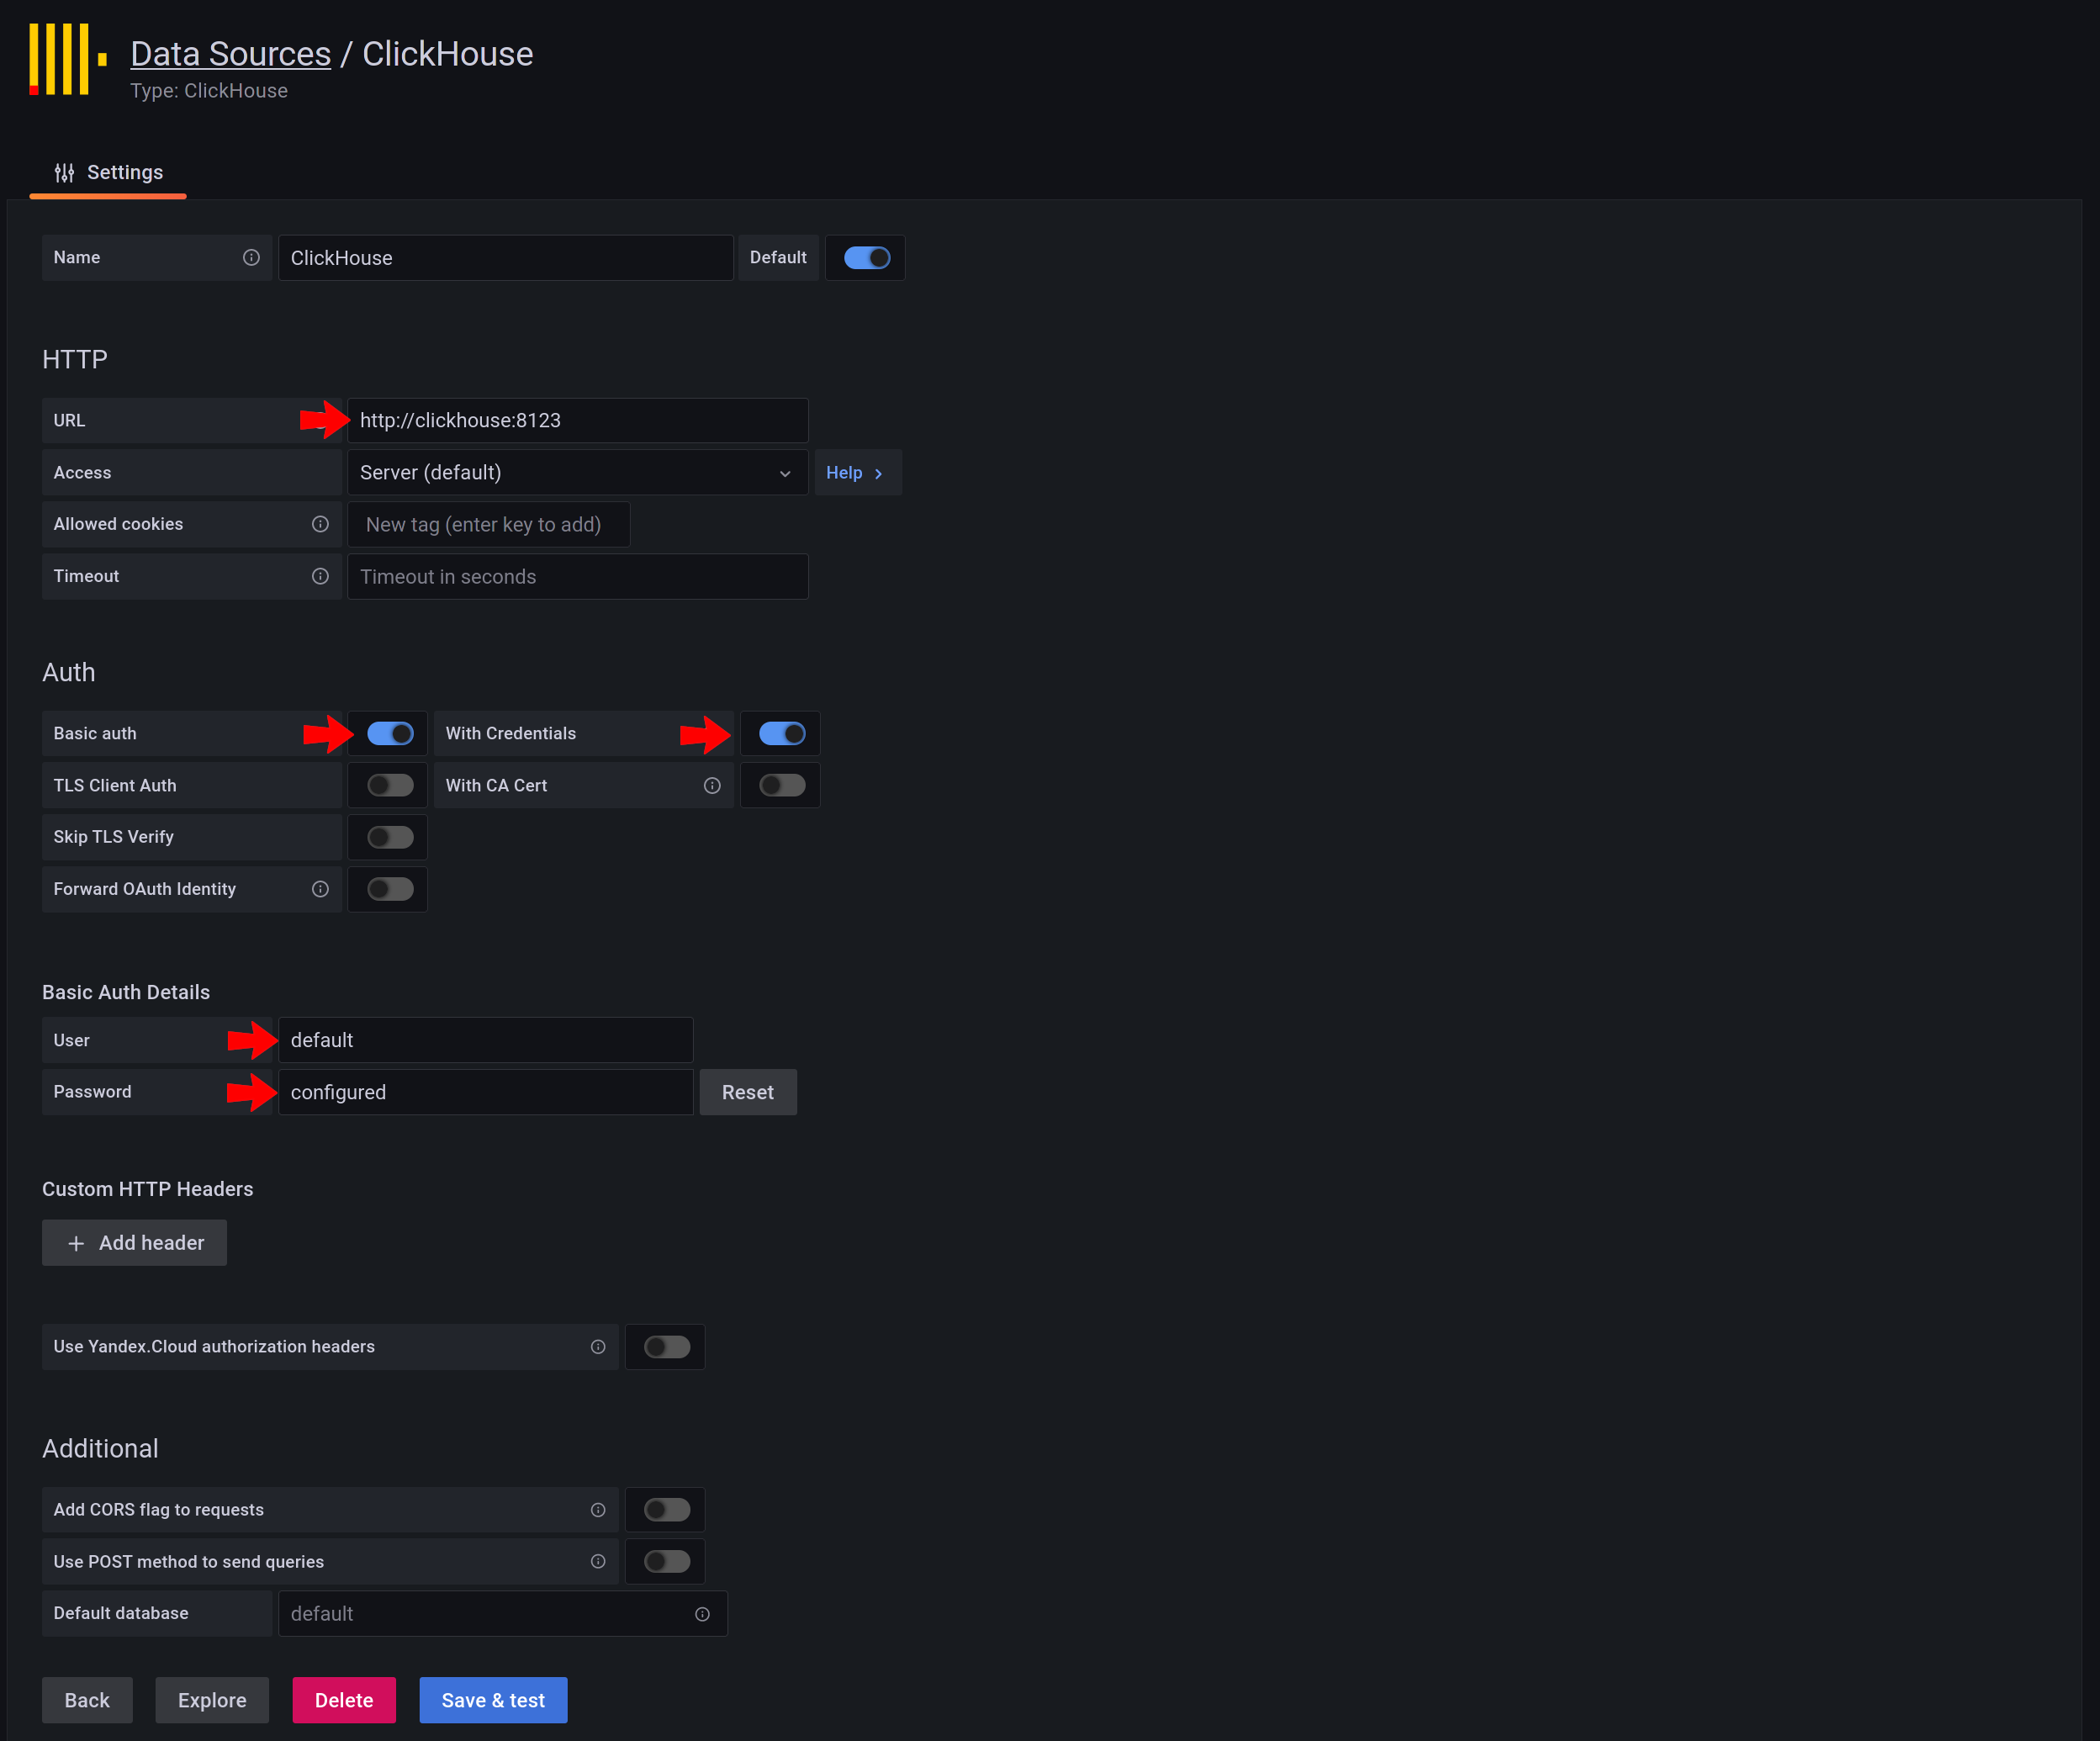 Data Sources / ClickHouse
Type: ClickHouse
Settings
Name ClickHouse Default
HTTP
URL http://clickhouse:8123
Access Server (default) Help
Allowed cookies New tag (enter key to add)
Timeout Timeout in seconds
Auth
Basic auth With Credentials
TLS Client Auth With CA Cert
Skip TLS Verify
Forward OAuth Identity
Basic Auth Details
User default
Password configured Reset
Custom HTTP Headers
+ Add header
Use Yandex.Cloud authorization headers
Additional
Add CORS flag to requests
Use POST method to send queries
Default database default
Back Explore Delete Save & test